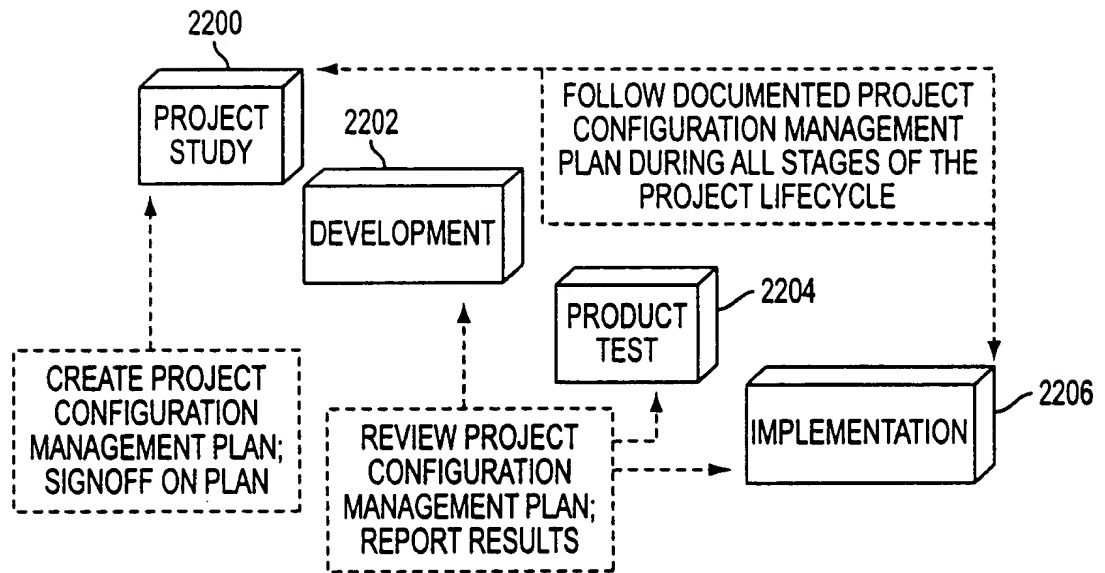 2200
PROJECT
STUDY
2202
DEVELOPMENT
FOLLOW DOCUMENTED PROJECT
CONFIGURATION MANAGEMENT
PLAN DURING ALL STAGES OF THE
PROJECT LIFECYCLE
2204
PRODUCT
TEST
2206
IMPLEMENTATION
CREATE PROJECT
CONFIGURATION
MANAGEMENT PLAN;
SIGNOFF ON PLAN
REVIEW PROJECT
CONFIGURATION
MANAGEMENT PLAN;
REPORT RESULTS